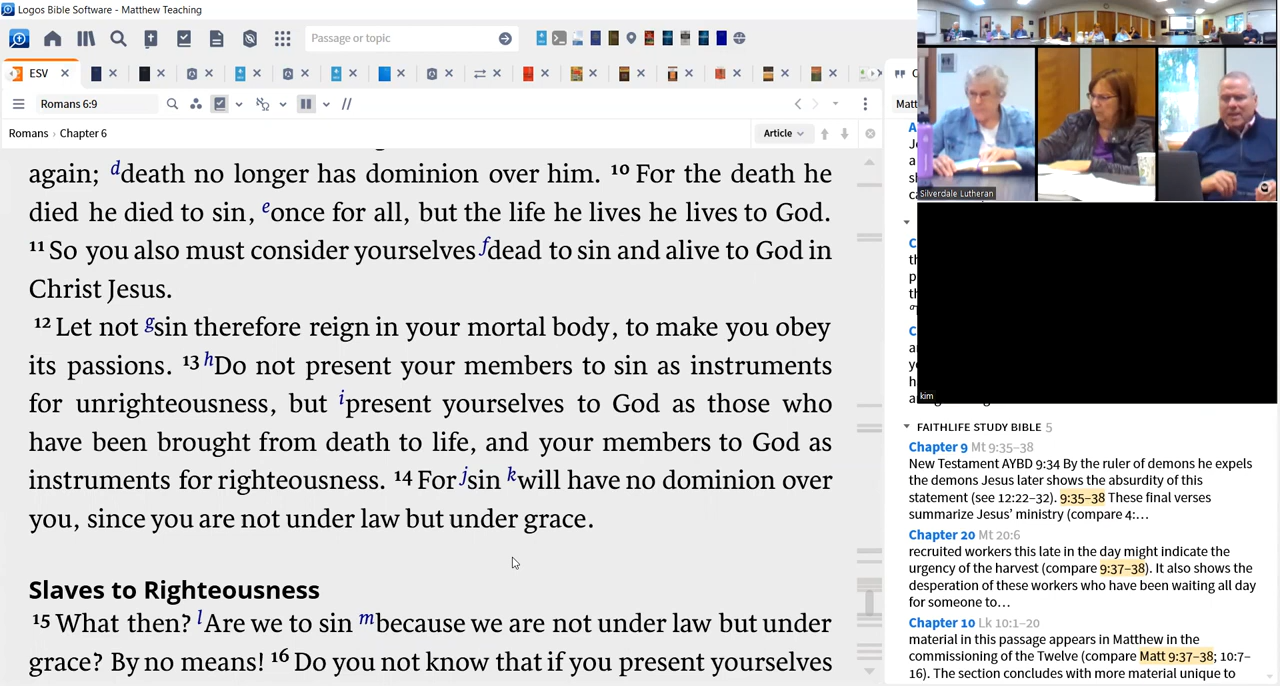 Logos Bible Software - Matthew Teaching
Passage or topic
ESV
Romans 6:9
Romans › Chapter 6
Article
again; d death no longer has dominion over him. 10 For the death he
died he died to sin, e once for all, but the life he lives he lives to God.
11 So you also must consider yourselves f dead to sin and alive to God in
Christ Jesus.
12 Let not g sin therefore reign in your mortal body, to make you obey
its passions. 13 h Do not present your members to sin as instruments
for unrighteousness, but i present yourselves to God as those who
have been brought from death to life, and your members to God as
instruments for righteousness. 14 For j sin k will have no dominion over
you, since you are not under law but under grace.
Slaves to Righteousness
15 What then? l Are we to sin m because we are not under law but under
grace? By no means! 16 Do you not know that if you present yourselves
Matt
Silverdale Lutheran
kim
FAITHLIFE STUDY BIBLE 5
Chapter 9 Mt 9:35–38
New Testament AYBD 9:34 By the ruler of demons he expels
the demons Jesus later shows the absurdity of this
statement (see 12:22–32). 9:35–38 These final verses
summarize Jesus’ ministry (compare 4:…
Chapter 20 Mt 20:6
recruited workers this late in the day might indicate the
urgency of the harvest (compare 9:37–38). It also shows the
desperation of these workers who have been waiting all day
for someone to…
Chapter 10 Lk 10:1–20
material in this passage appears in Matthew in the
commissioning of the Twelve (compare Matt 9:37–38; 10:7–
16). The section concludes with more material unique to